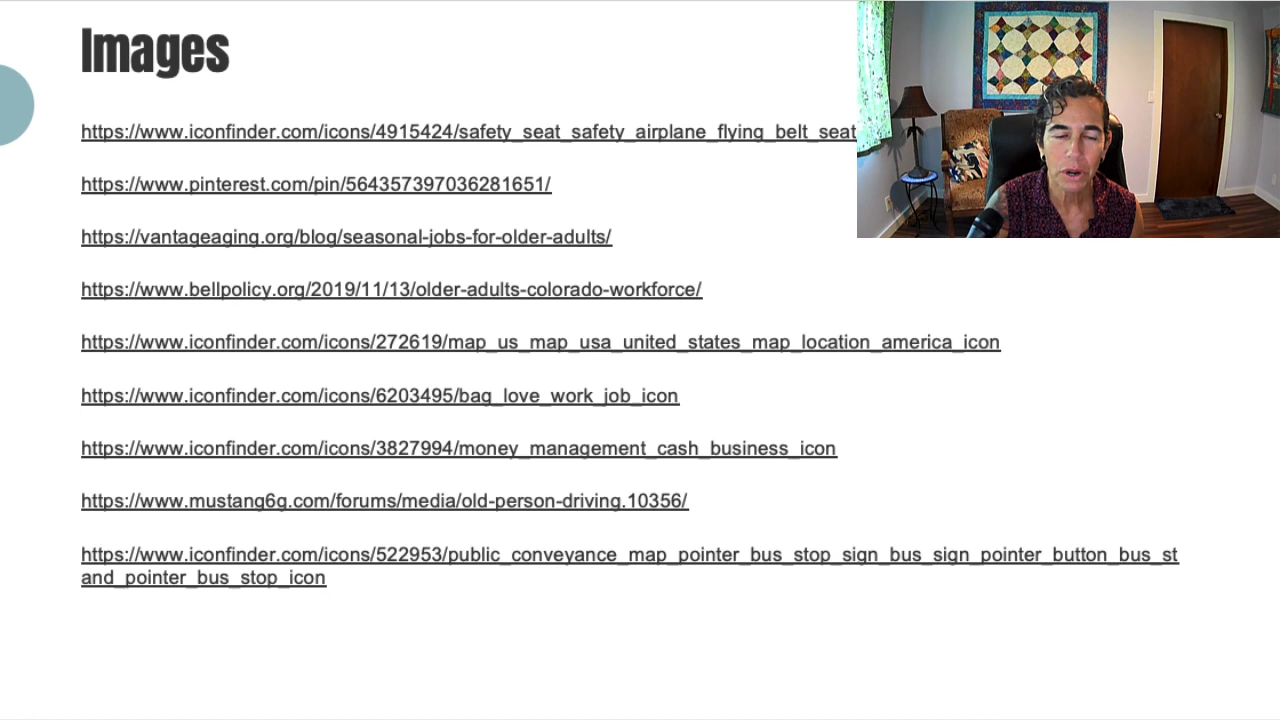 Images
https://www.iconfinder.com/icons/4915424/safety_seat_safety_airplane_flying_belt_seat
https://www.pinterest.com/pin/564357397036281651/
https://vantageaging.org/blog/seasonal-jobs-for-older-adults/
https://www.bellpolicy.org/2019/11/13/older-adults-colorado-workforce/
https://www.iconfinder.com/icons/272619/map_us_map_usa_united_states_map_location_america_icon
https://www.iconfinder.com/icons/6203495/bag_love_work_job_icon
https://www.iconfinder.com/icons/3827994/money_management_cash_business_icon
https://www.mustang6g.com/forums/media/old-person-driving.10356/
https://www.iconfinder.com/icons/522953/public_conveyance_map_pointer_bus_stop_sign_bus_sign_pointer_button_bus_st
and_pointer_bus_stop_icon